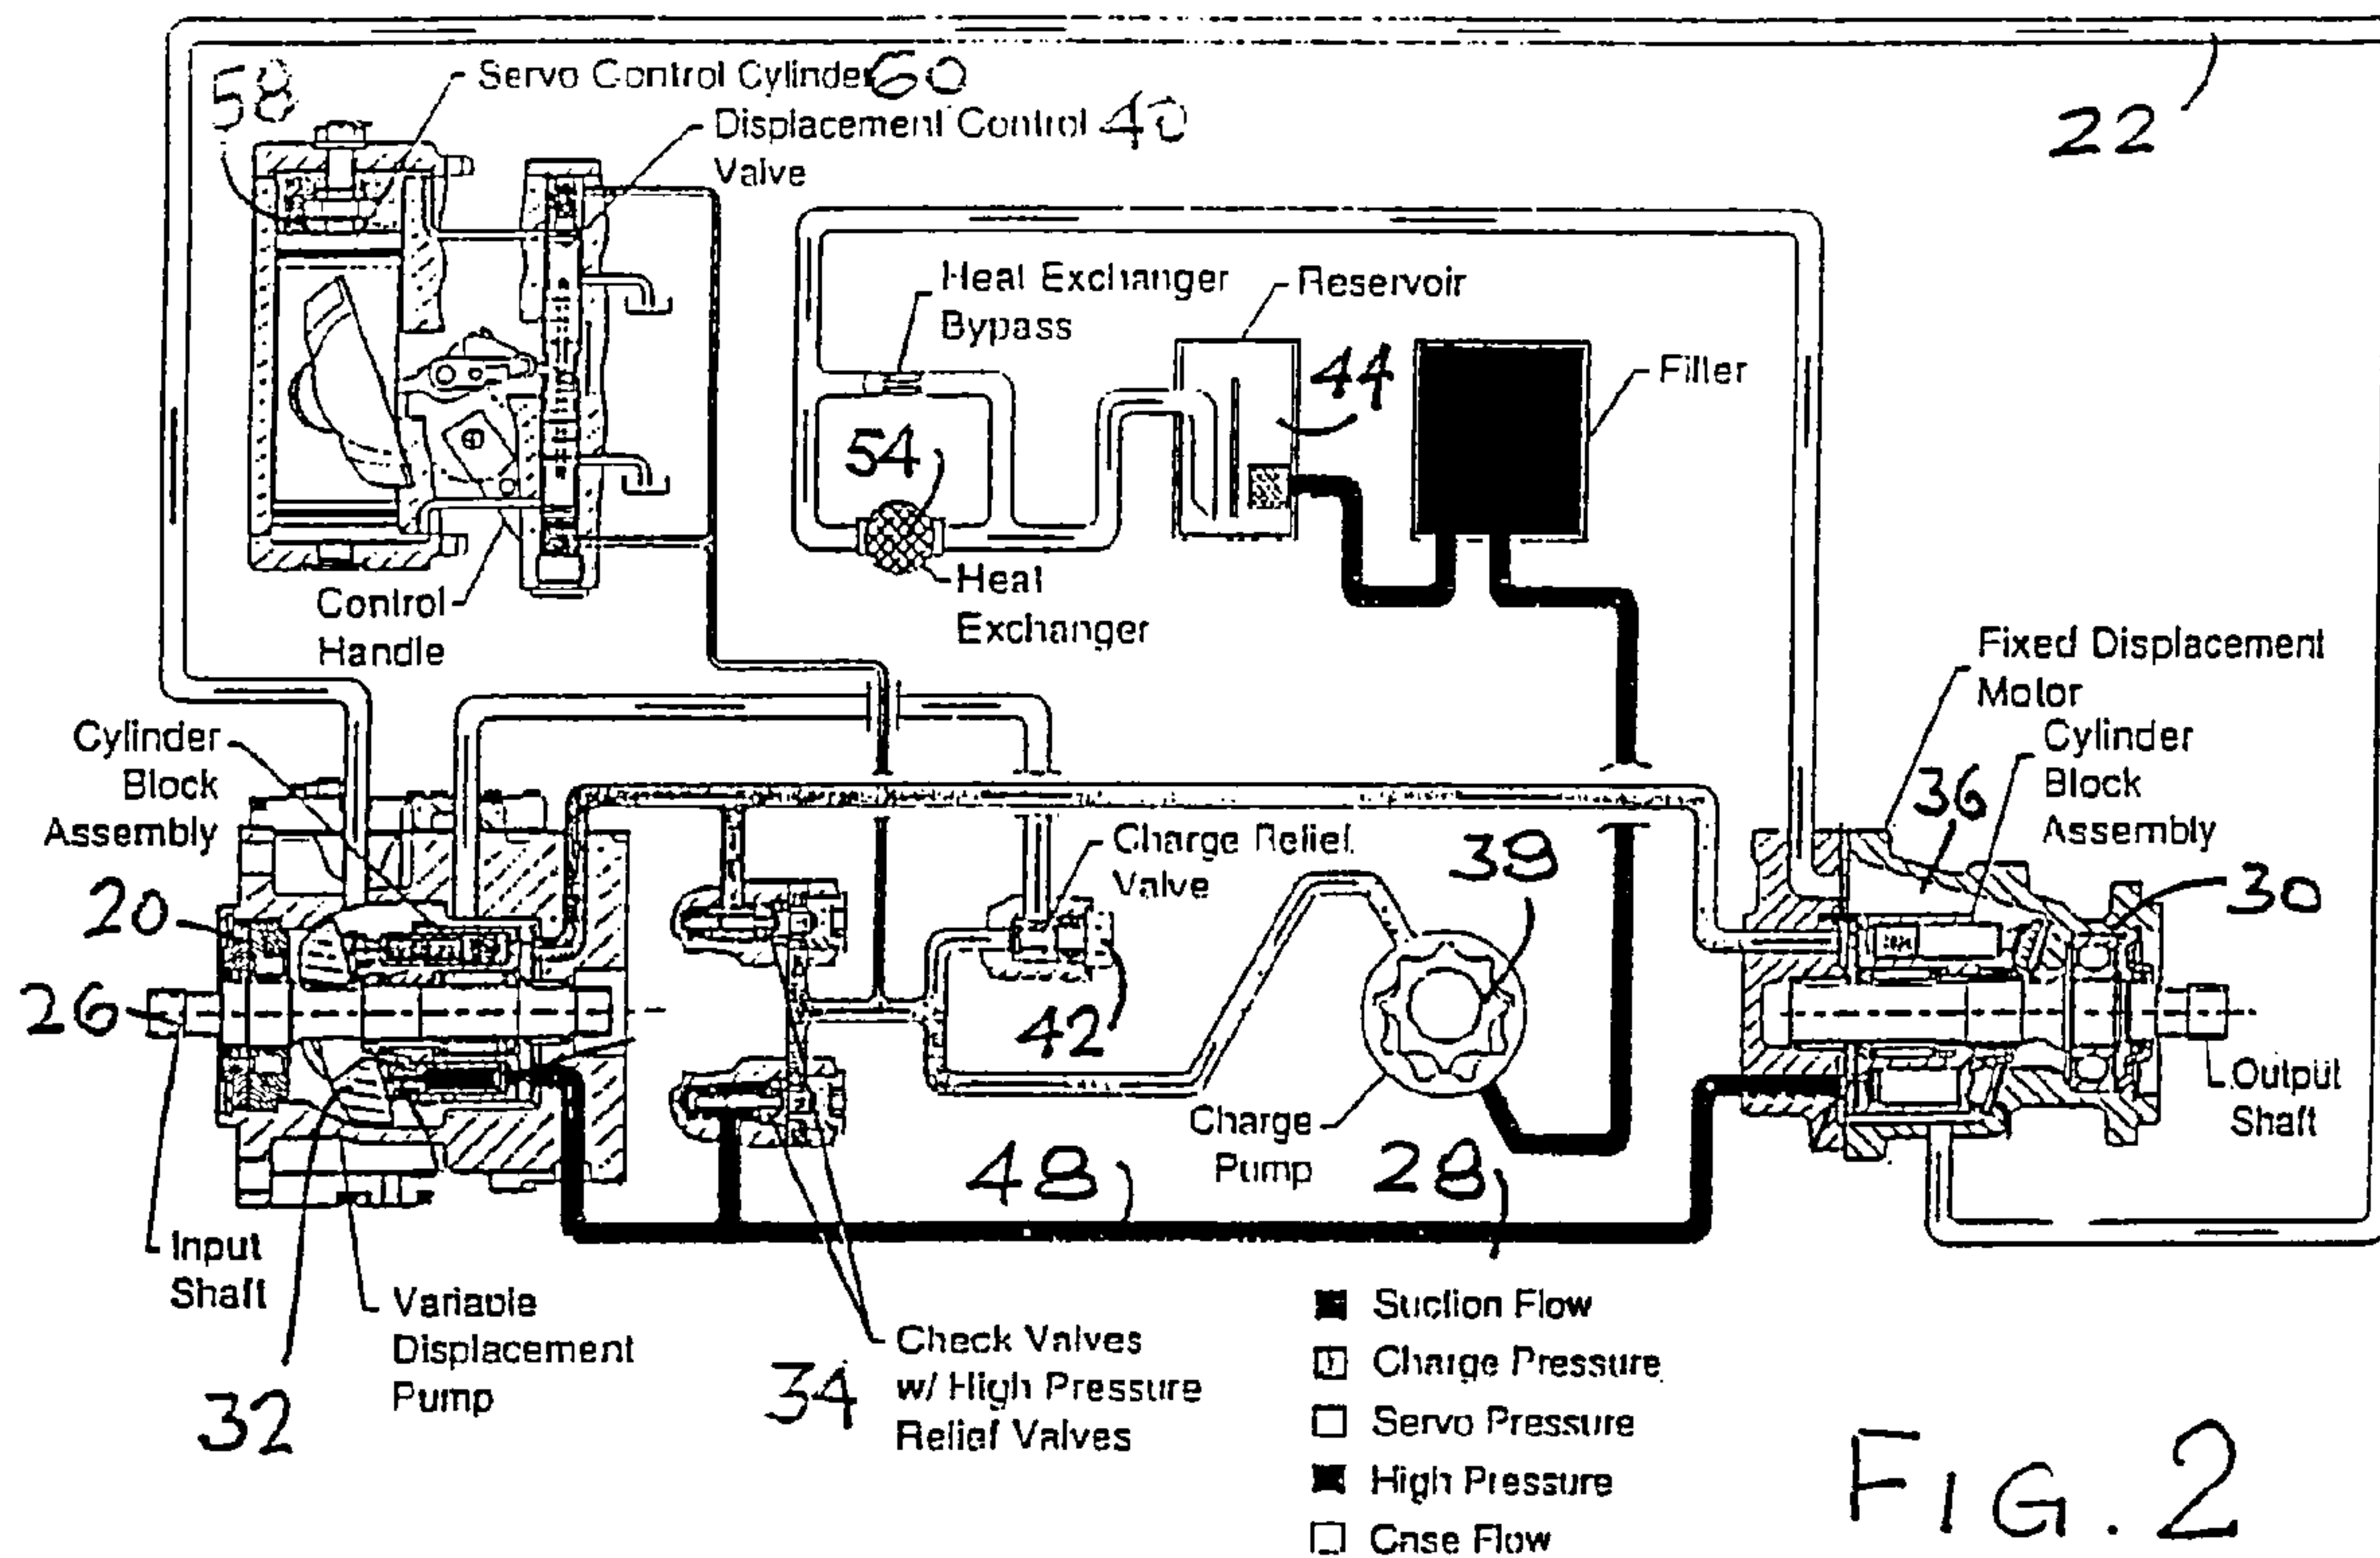 58
Servo Control Cylinder 60
Displacement Control 40
Valve
22
Heat Exchanger
Bypass
Reservoir
44
Filter
54
Heat
Exchanger
Control
Handle
Fixed Displacement
Motor
Cylinder
Block
Assembly
Cylinder
Block
Assembly
36
Charge Relief
Valve
39
20
30
26
42
Output
Shaft
Charge
Pump
48
28
Input
Shaft
Variable
Displacement
Pump
32
34
Check Valves
w/ High Pressure
Relief Valves
Suction Flow
Charge Pressure
Servo Pressure
High Pressure
Case Flow
FIG. 2